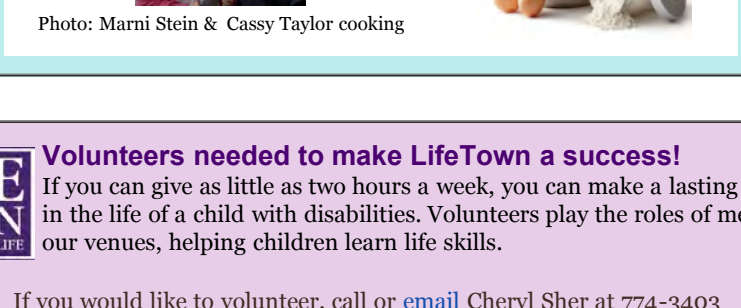 Photo: Marni Stein & Cassy Taylor cooking
Volunteers needed to make LifeTown a success!
If you can give as little as two hours a week, you can make a lasting
in the life of a child with disabilities. Volunteers play the roles of
our venues, helping children learn life skills.
LIFE
If you would like to volunteer, call or email Cheryl Sher at 774-3403